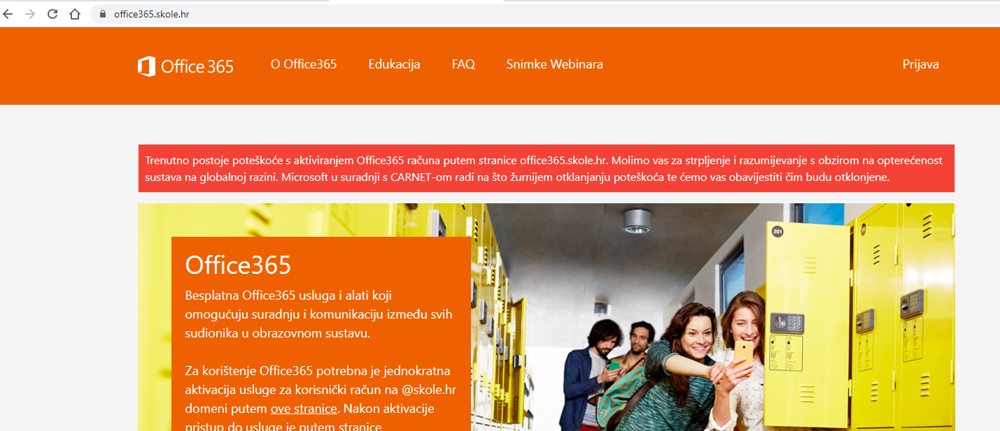 office365.skole.hr
Office 365
O Office365
Edukacija
FAQ
Snimke Webinara
Prijava
Trenutno postoje poteškoće s aktiviranjem Office365 računa putem stranice office365.skole.hr. Molimo vas za strpljenje i razumijevanje s obzirom na opterećenost
sustava na globalnoj razini. Microsoft u suradnji s CARNET-om radi na što žurnijem otklanjanju poteškoća te ćemo vas obavijestiti čim budu otklonjene.
Office365
Besplatna Office365 usluga i alati koji
omogućuju suradnju i komunikaciju između svih
sudionika u obrazovnom sustavu.
Za korištenje Office365 potrebna je jednokratna
aktivacija usluge za korisnički račun na @skole.hr
domeni putem ove stranice. Nakon aktivacije
pristup do usluge je putem stranice
201